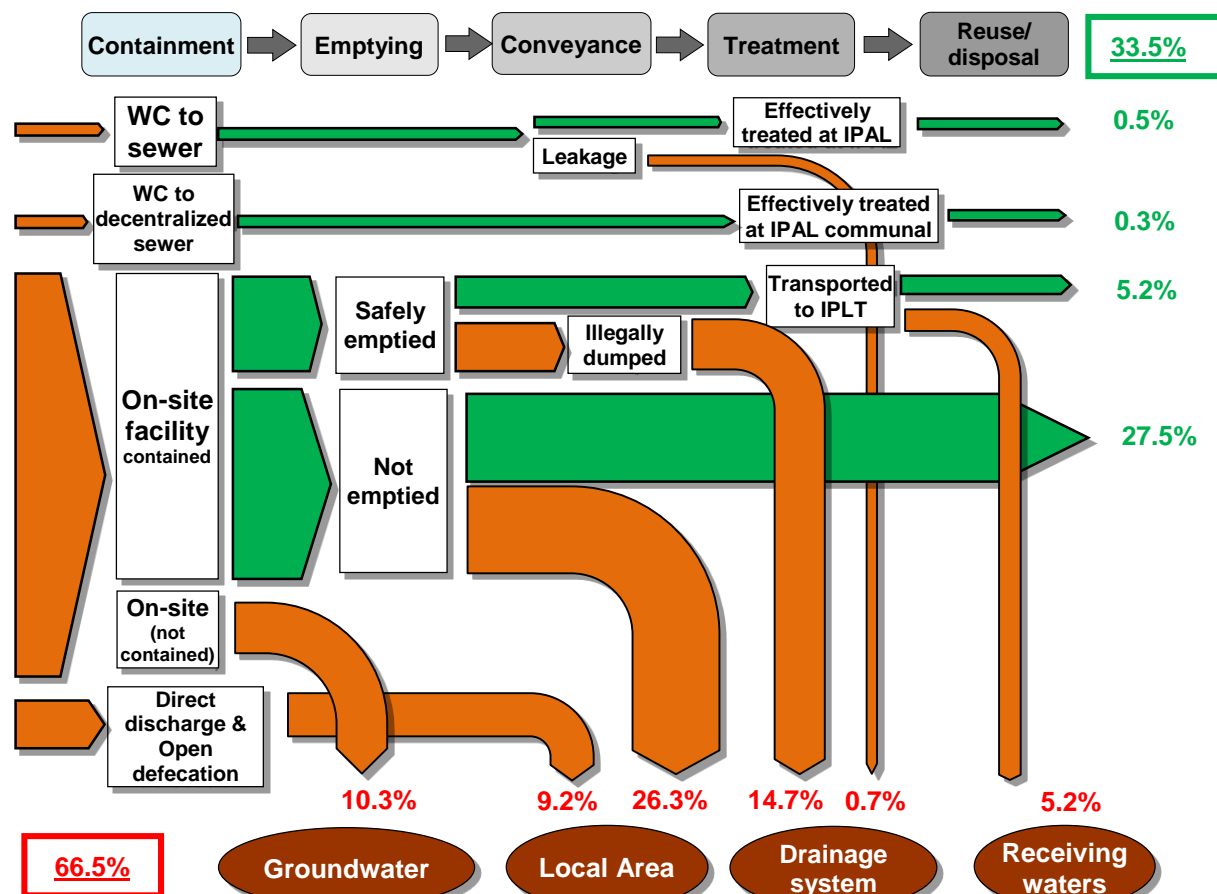 Containment
Emptying
Conveyance
Treatment
Reuse/
disposal
33.5%
WC to
sewer
Leakage
Effectively
treated at IPAL
0.5%
WC to
decentralized
sewer
Effectively treated
at IPAL communal
0.3%
On-site
facility
contained
Safely
emptied
Illegally
dumped
Transported
to IPLT
5.2%
Not
emptied
27.5%
On-site
(not
contained)
Direct
discharge &
Open
defecation
10.3%
9.2%
26.3%
14.7%
0.7%
5.2%
66.5%
Groundwater
Local Area
Drainage
system
Receiving
waters